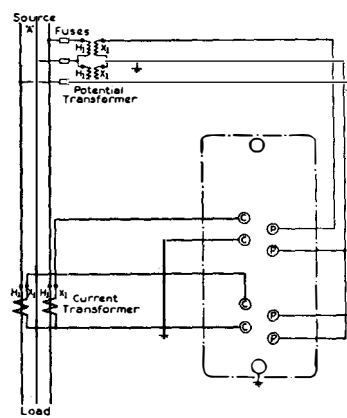 Source
"A"
Fuses
H₁ X₁
H₁ X₁
Potential
Transformer
C
P
C
P
H₁ X₁ H₁ X₁
Current
Transformer
C
P
C
P
Load